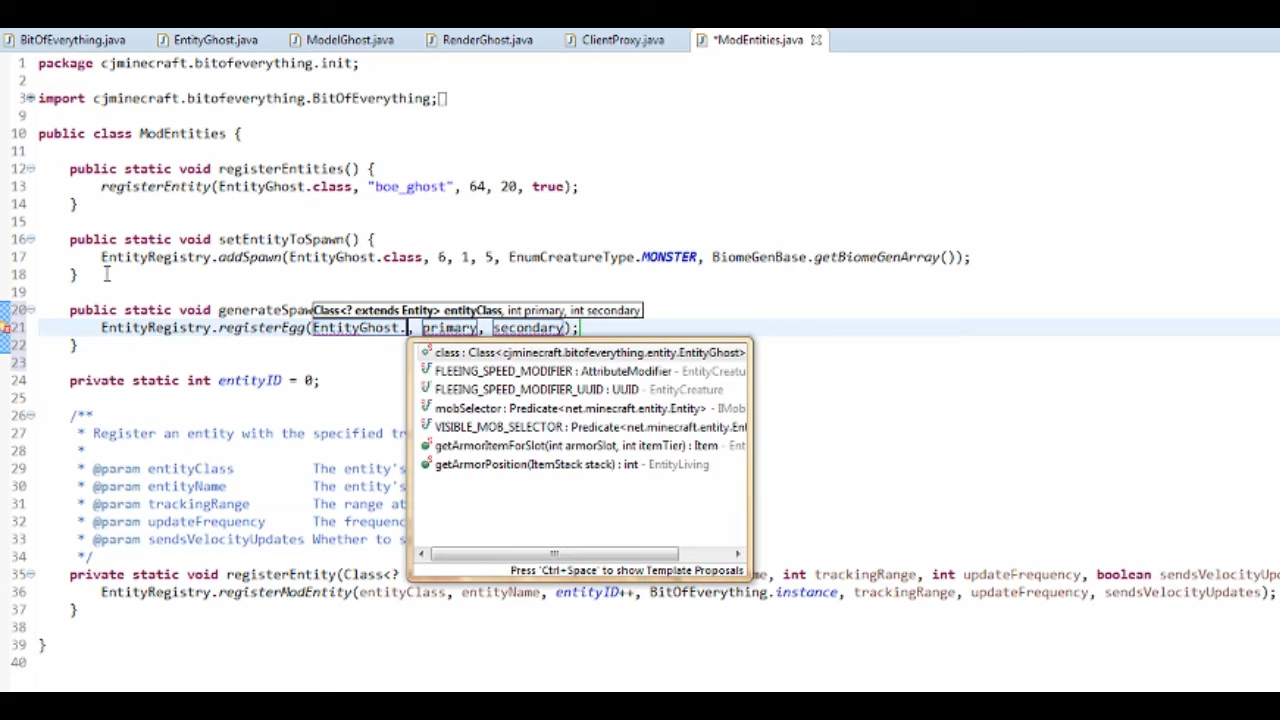 BitOfEverything.java EntityGhost.java ModelGhost.java RenderGhost.java ClientProxy.java *ModEntities.java
1 package cjminecraft.bitofeverything.init;
2
3 import cjminecraft.bitofeverything.BitOfEverything;
9
10 public class ModEntities {
11
12 public static void registerEntities() {
13 registerEntity(EntityGhost.class, "boe_ghost", 64, 20, true);
14 }
15
16 public static void setEntityToSpawn() {
17 EntityRegistry.addSpawn(EntityGhost.class, 6, 1, 5, EnumCreatureType.MONSTER, BiomeGenBase.getBiomeGenArray());
18 }
19
20 public static void generateSpaw
Class<? extends Entity> entityClass, int primary, int secondary
21 EntityRegistry.registerEgg(EntityGhost., primary, secondary);
22 }
class : Class<cjminecraft.bitofeverything.entity.EntityGhost>
FLEEING_SPEED_MODIFIER : AttributeModifier - EntityCreatu
FLEEING_SPEED_MODIFIER_UUID : UUID - EntityCreature
mobSelector : Predicate<net.minecraft.entity.Entity> - IMob
VISIBLE_MOB_SELECTOR : Predicate<net.minecraft.entity.Ent
getArmorItemForSlot(int armorSlot, int itemTier) : Item - Ent
getArmorPosition(ItemStack stack) : int - EntityLiving
Press 'Ctrl+Space' to show Template Proposals
23
24 private static int entityID = 0;
25
26 /**
27 * Register an entity with the specified tr
28 *
29 * @param entityClass The entity's
30 * @param entityName The entity's
31 * @param trackingRange The range at
32 * @param updateFrequency The frequenc
33 * @param sendsVelocityUpdates Whether to s
34 */
35 private static void registerEntity(Class<? me, int trackingRange, int updateFrequency, boolean sendsVelocityUp
36 EntityRegistry.registerModEntity(entityClass, entityName, entityID++, BitOfEverything.instance, trackingRange, updateFrequency, sendsVelocityUpdates);
37 }
38
39 }
40